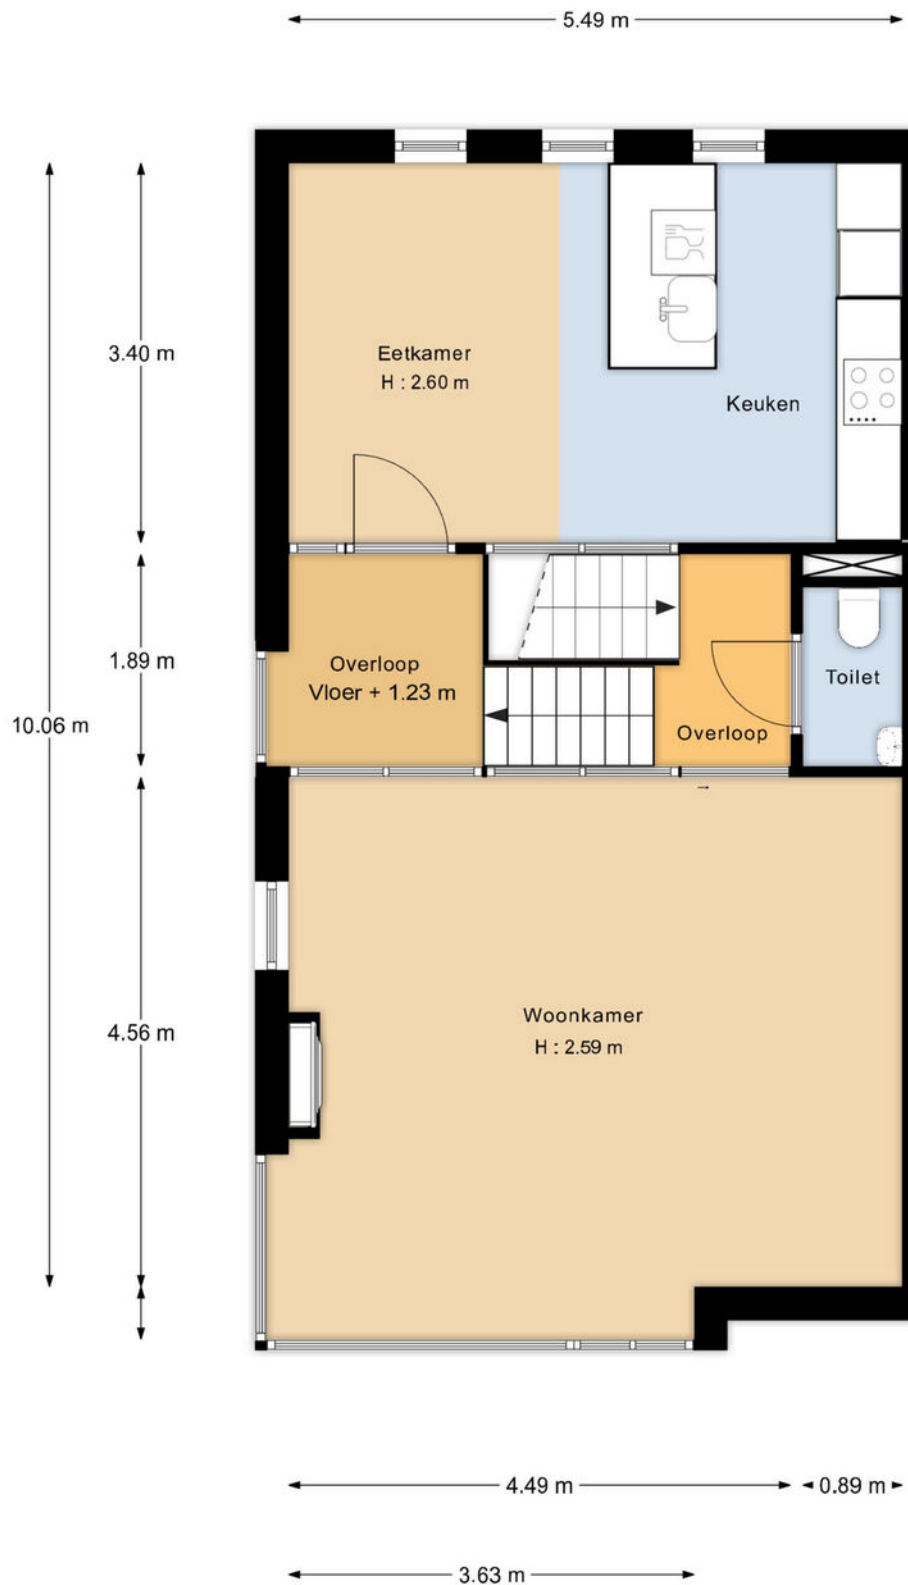 5.49 m
3.40 m
Eetkamer
H : 2.60 m
Keuken
1.89 m
Overloop
Vloer + 1.23 m
Toilet
10.06 m
Overloop
4.56 m
Woonkamer
H : 2.59 m
4.49 m
0.89 m
3.63 m